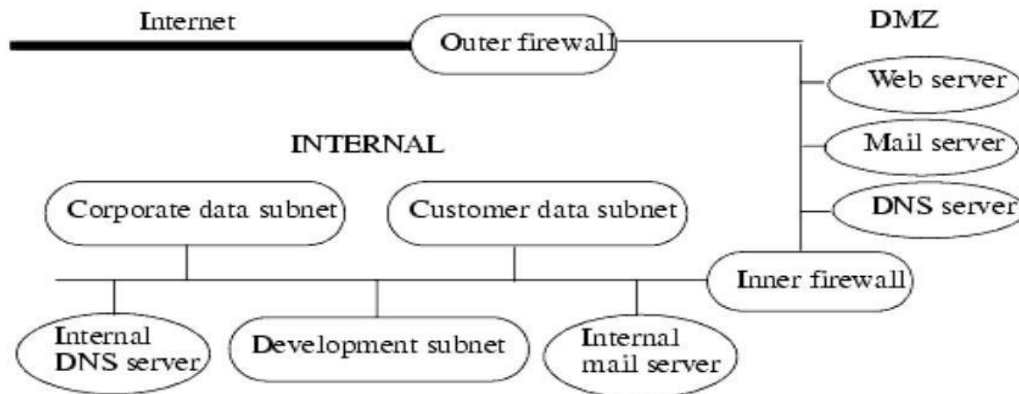 Internet
Outer firewall
DMZ
Web server
Mail server
DNS server
INTERNAL
Corporate data subnet
Customer data subnet
Inner firewall
Internal
DNS server
Development subnet
Internal
mail server